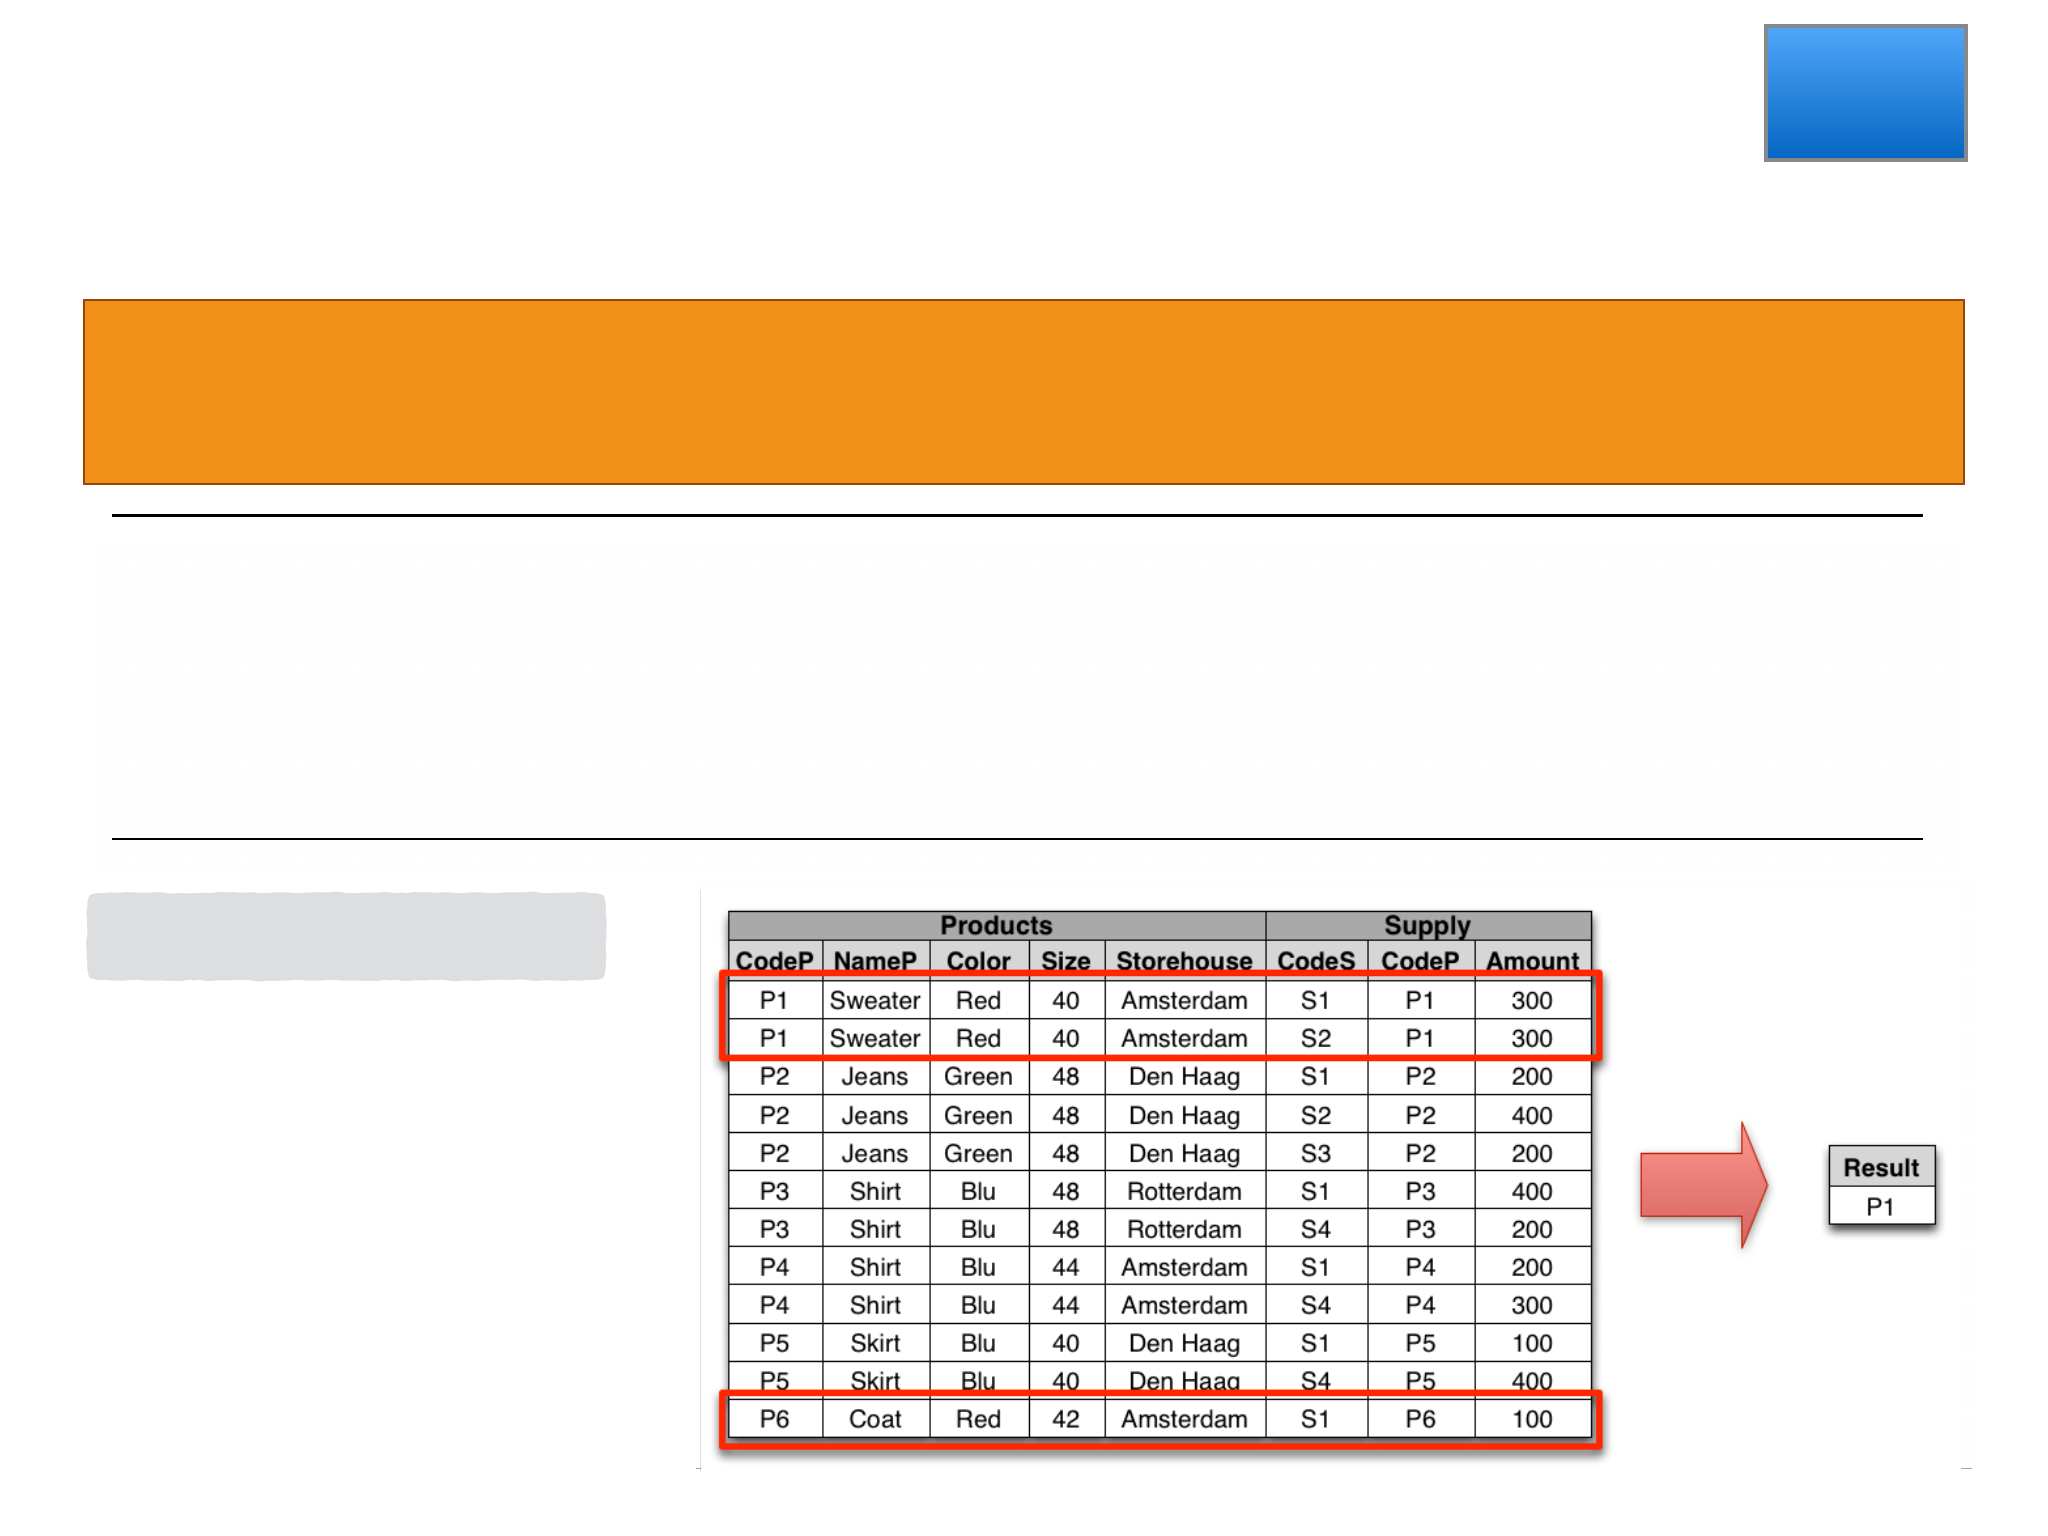 Products Supply
CodeP NameP Color Size Storehouse CodeS CodeP Amount
P1 Sweater Red 40 Amsterdam S1 P1 300
P1 Sweater Red 40 Amsterdam S2 P1 300
P2 Jeans Green 48 Den Haag S1 P2 200
P2 Jeans Green 48 Den Haag S2 P2 400
P2 Jeans Green 48 Den Haag S3 P2 200
P3 Shirt Blu 48 Rotterdam S1 P3 400
P3 Shirt Blu 48 Rotterdam S4 P3 200
P4 Shirt Blu 44 Amsterdam S1 P4 200
P4 Shirt Blu 44 Amsterdam S4 P4 300
P5 Skirt Blu 40 Den Haag S1 P5 100
P5 Skirt Blu 40 Den Haag S4 P5 400
P6 Coat Red 42 Amsterdam S1 P6 100
Result
P1